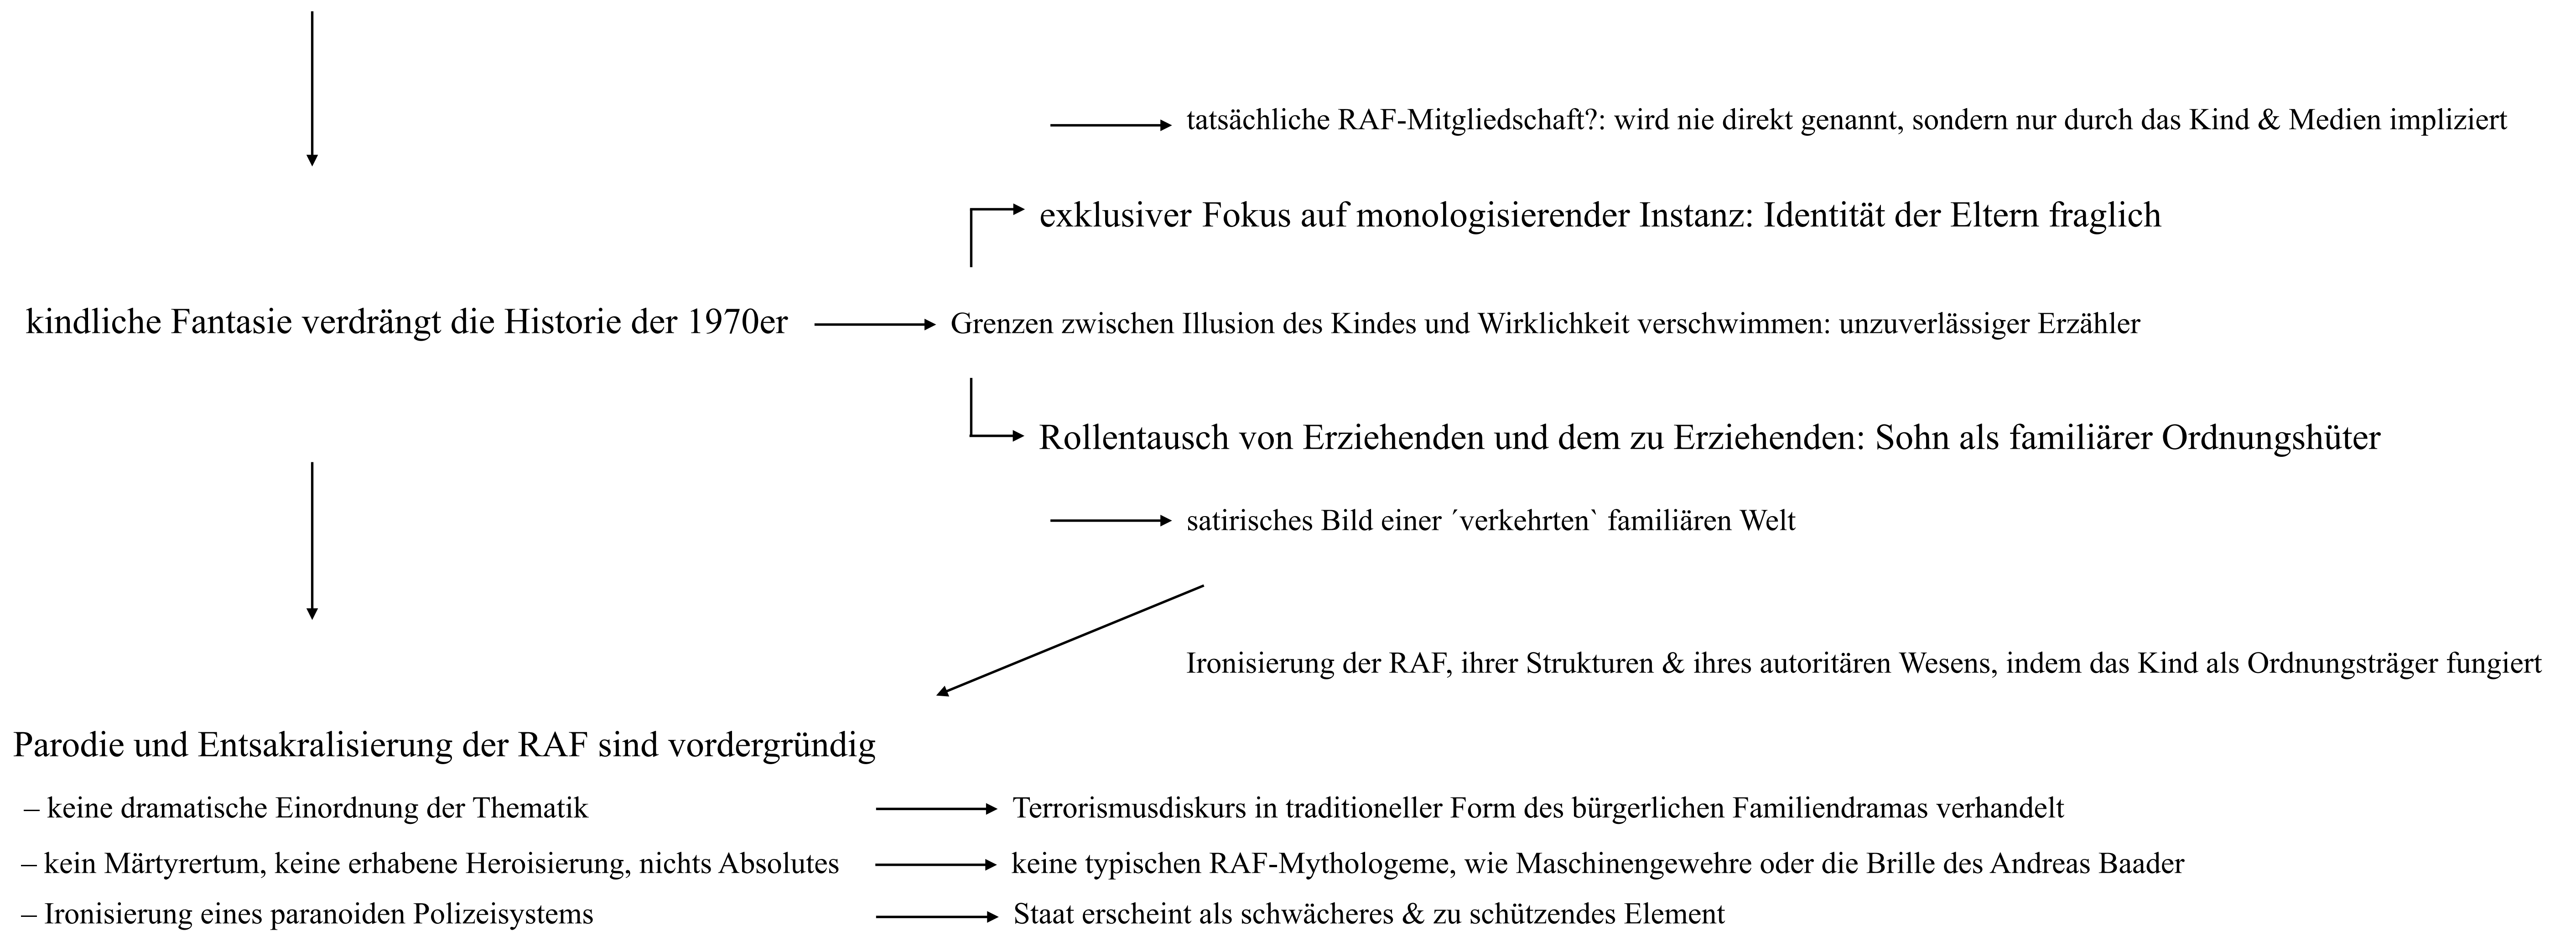 tatsächliche RAF-Mitgliedschaft?: wird nie direkt genannt, sondern nur durch das Kind & Medien impliziert
exklusiver Fokus auf monologisierender Instanz: Identität der Eltern fraglich
kindliche Fantasie verdrängt die Historie der 1970er
Grenzen zwischen Illusion des Kindes und Wirklichkeit verschwimmen: unzuverlässiger Erzähler
Rollentausch von Erziehenden und dem zu Erziehenden: Sohn als familiärer Ordnungshüter
satirisches Bild einer ´verkehrten` familiären Welt
Ironisierung der RAF, ihrer Strukturen & ihres autoritären Wesens, indem das Kind als Ordnungsträger fungiert
Parodie und Entsakralisierung der RAF sind vordergründig
– keine dramatische Einordnung der Thematik
Terrorismusdiskurs in traditioneller Form des bürgerlichen Familiendramas verhandelt
– kein Märtyrertum, keine erhabene Heroisierung, nichts Absolutes
keine typischen RAF-Mythologeme, wie Maschinengewehre oder die Brille des Andreas Baader
– Ironisierung eines paranoiden Polizeisystems
Staat erscheint als schwächeres & zu schützendes Element